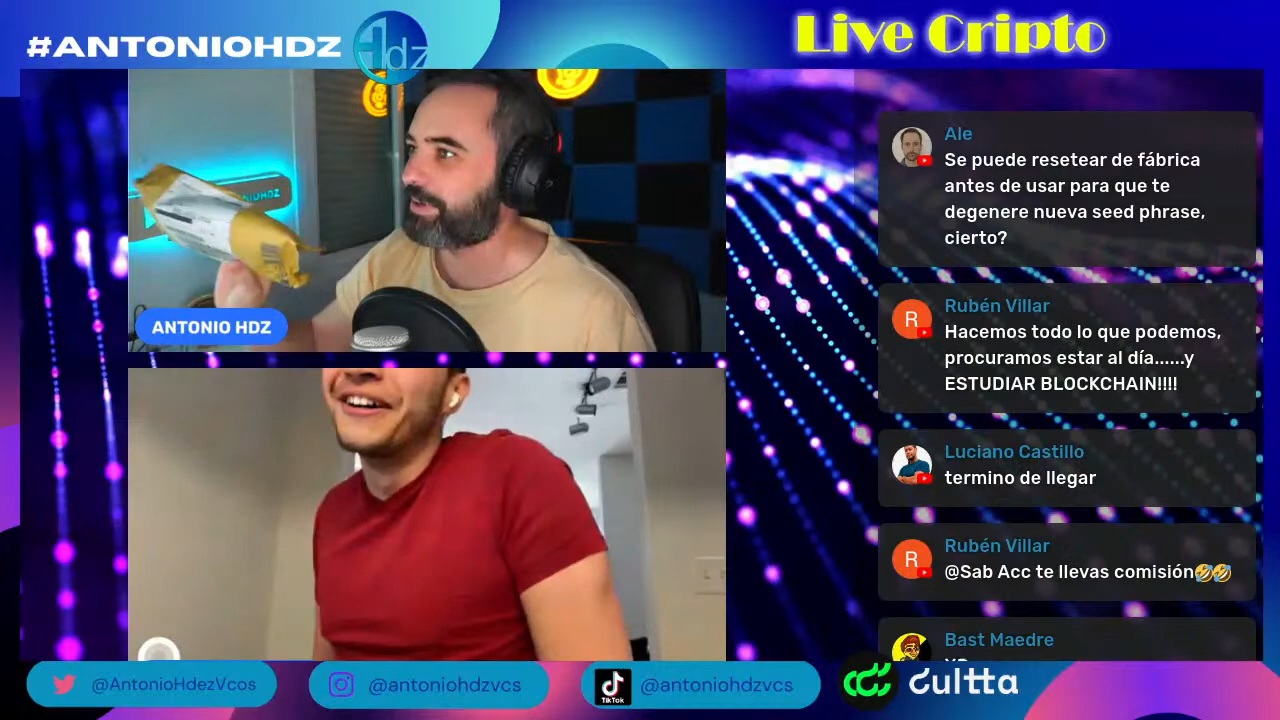 #ANTONIOHDZ
Hdz
Live Cripto
ANTONIO HDZ
Ale
Se puede resetear de fábrica
antes de usar para que te
degenere nueva seed phrase,
cierto?
Rubén Villar
Hacemos todo lo que podemos,
procuramos estar al día......y
ESTUDIAR BLOCKCHAIN!!!!
Luciano Castillo
termino de llegar
Rubén Villar
@Sab Acc te llevas comisión🤣🤣
Bast Maedre
@AntonioHdezVcos
@antoniohdzvcs
TikTok
@antoniohdzvcs
Cultta